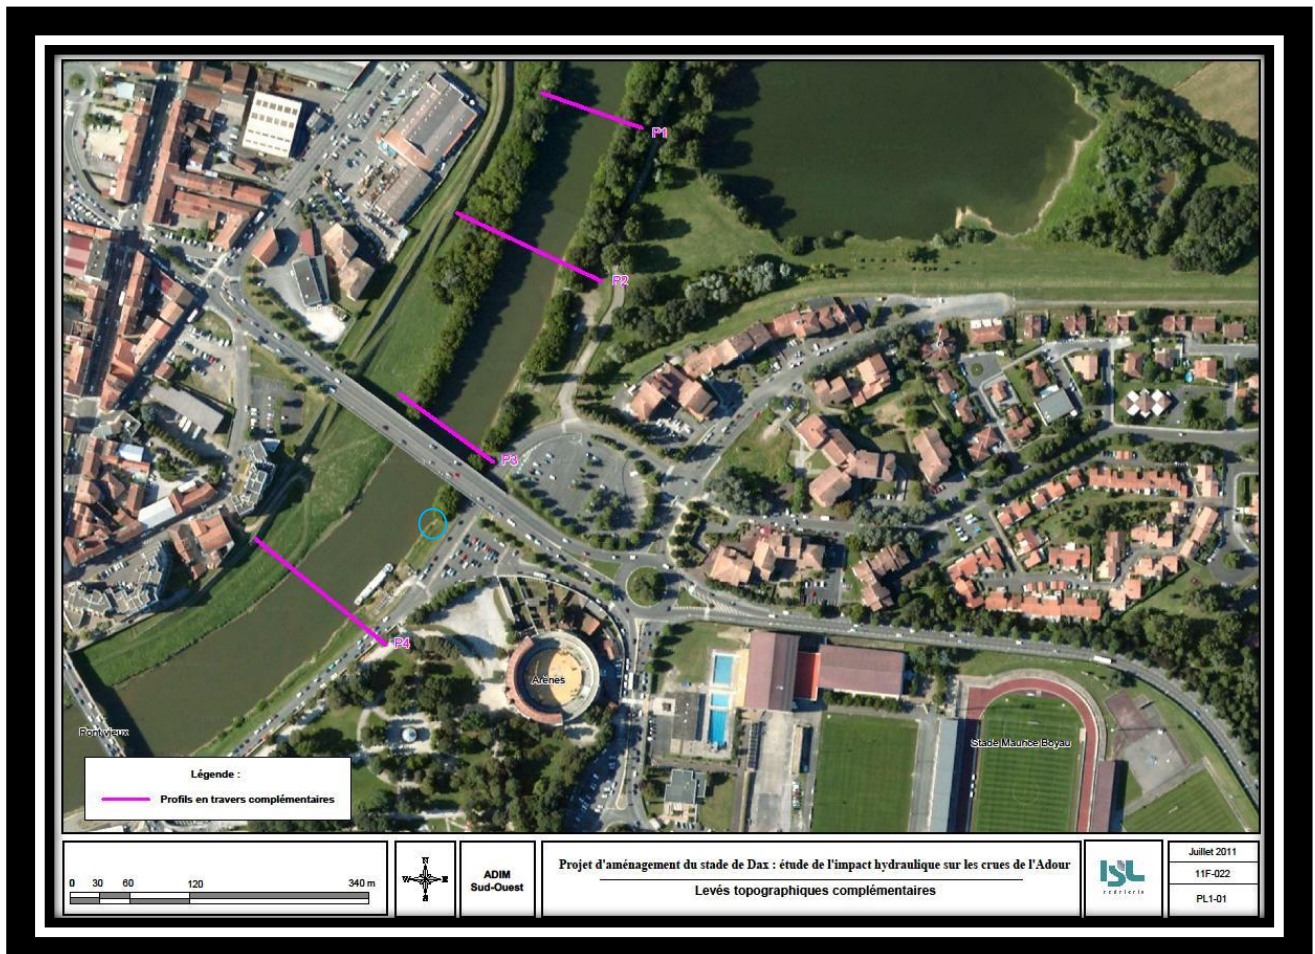 P1
P2
P3
P4
Arènes
Pont vieux
Stade Maurice Boyau
Légende :
Profils en travers complémentaires
0 30 60 120 340 m
N
W E
S
ADIM
Sud-Ouest
Projet d'aménagement du stade de Dax : étude de l'impact hydraulique sur les crues de l'Adour
Levés topographiques complémentaires
ISL
Juillet 2011
11F-022
PL1-01